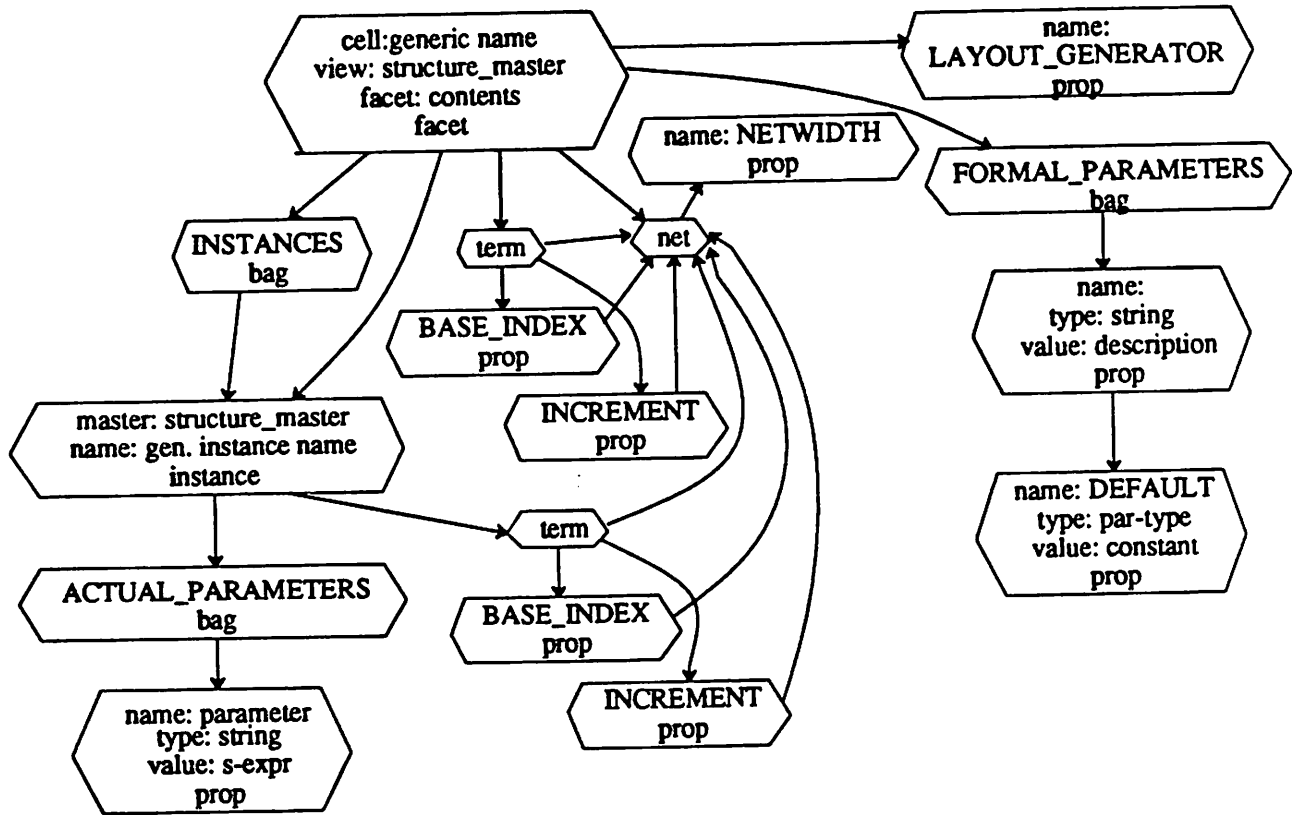 cell:generic name
view: structure_master
facet: contents
facet
name:
LAYOUT_GENERATOR
prop
name: NETWIDTH
prop
FORMAL_PARAMETERS
bag
INSTANCES
bag
term
net
BASE_INDEX
prop
name:
type: string
value: description
prop
INCREMENT
prop
master: structure_master
name: gen. instance name
instance
name: DEFAULT
type: par-type
value: constant
prop
term
ACTUAL_PARAMETERS
bag
BASE_INDEX
prop
INCREMENT
prop
name: parameter
type: string
value: s-expr
prop